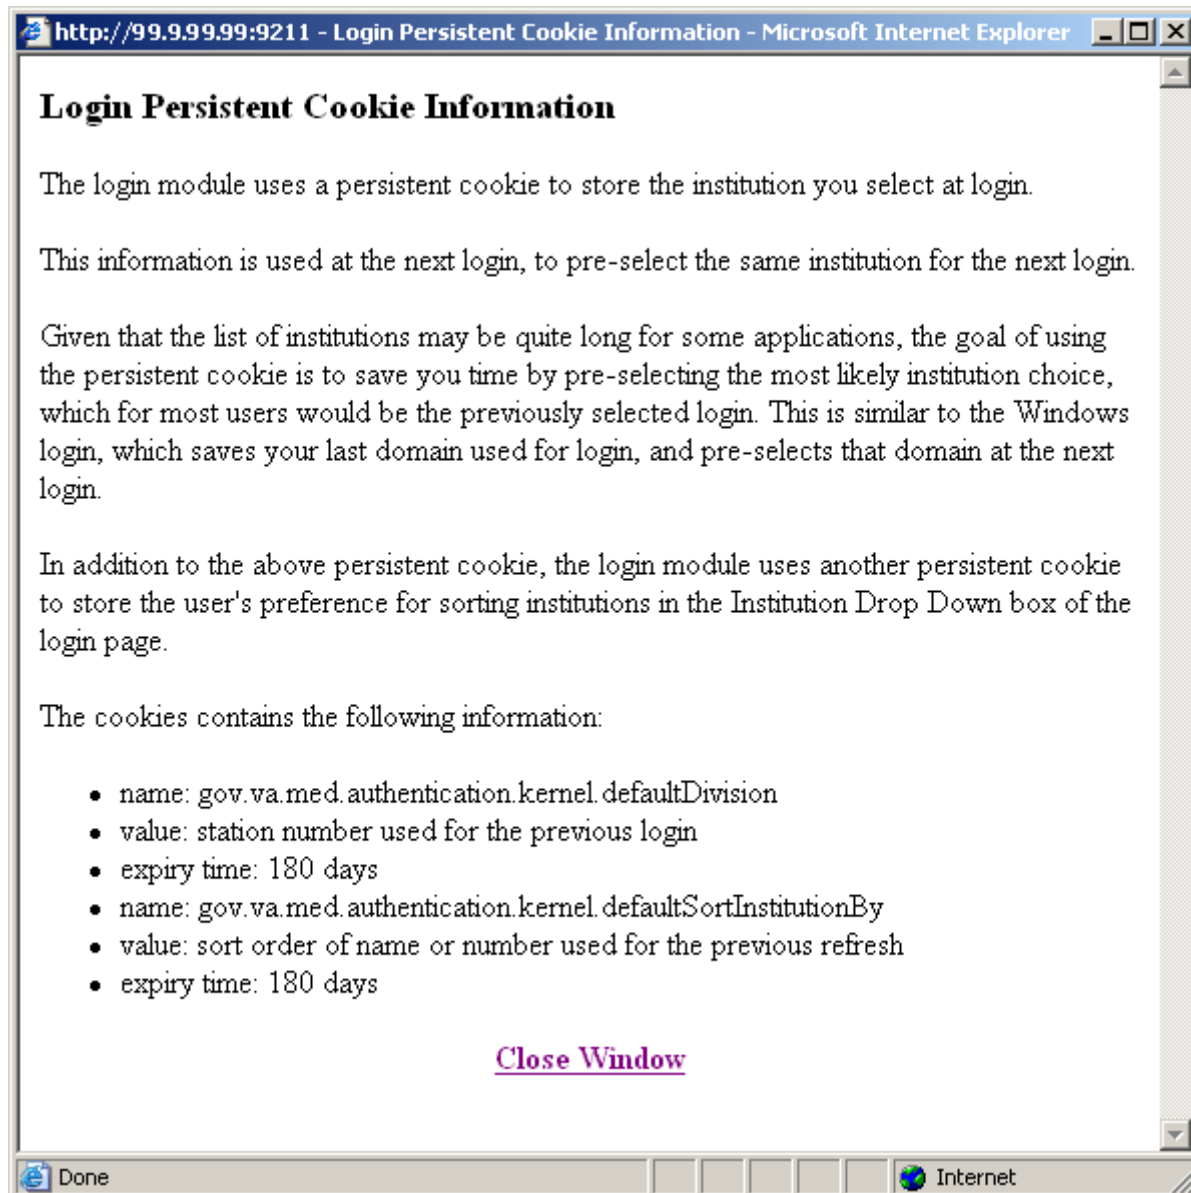 http://99.9.99.99:9211 - Login Persistent Cookie Information - Microsoft Internet Explorer
Login Persistent Cookie Information
The login module uses a persistent cookie to store the institution you select at login.
This information is used at the next login, to pre-select the same institution for the next login.
Given that the list of institutions may be quite long for some applications, the goal of using
the persistent cookie is to save you time by pre-selecting the most likely institution choice,
which for most users would be the previously selected login. This is similar to the Windows
login, which saves your last domain used for login, and pre-selects that domain at the next
login.
In addition to the above persistent cookie, the login module uses another persistent cookie
to store the user's preference for sorting institutions in the Institution Drop Down box of the
login page.
The cookies contains the following information:
• name: gov.va.med.authentication.kernel.defaultDivision
• value: station number used for the previous login
• expiry time: 180 days
• name: gov.va.med.authentication.kernel.defaultSortInstitutionBy
• value: sort order of name or number used for the previous refresh
• expiry time: 180 days
Close Window
Done
Internet